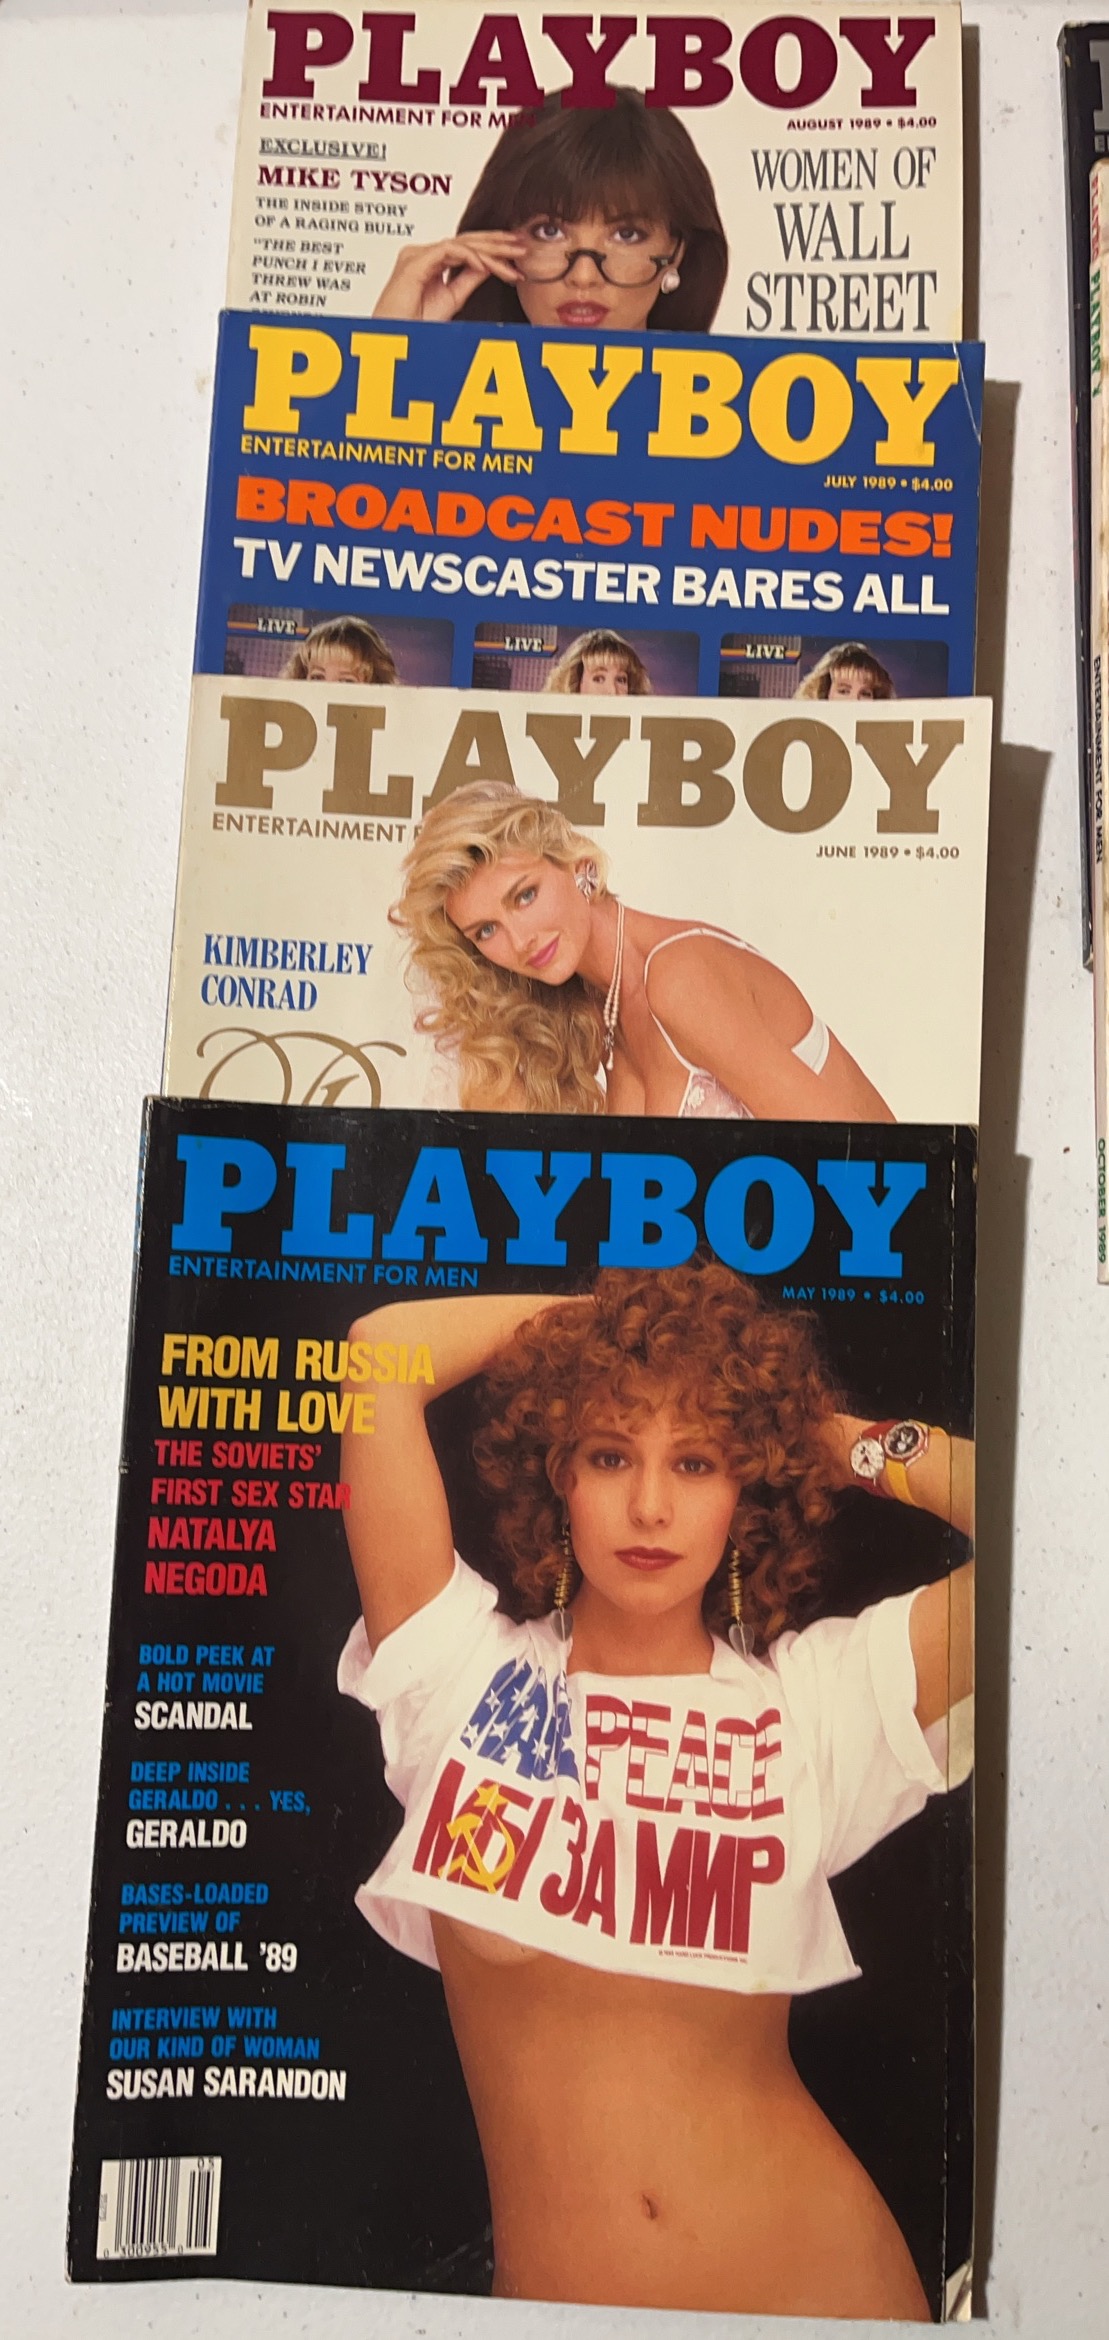 PLAYBOY
ENTERTAINMENT FOR MEN
AUGUST 1989 • $4.00
EXCLUSIVE!
MIKE TYSON
THE INSIDE STORY
OF A RAGING BULLY
"THE BEST
PUNCH I EVER
THREW WAS
AT ROBIN
WOMEN OF
WALL
STREET
PLAYBOY
ENTERTAINMENT FOR MEN
JULY 1989 • $4.00
BROADCAST NUDES!
TV NEWSCASTER BARES ALL
LIVE
LIVE
LIVE
PLAYBOY
ENTERTAINMENT
JUNE 1989 • $4.00
KIMBERLEY
CONRAD
PLAYBOY
ENTERTAINMENT FOR MEN
MAY 1989 • $4.00
FROM RUSSIA
WITH LOVE
THE SOVIETS'
FIRST SEX STAR
NATALYA
NEGODA
BOLD PEEK AT
A HOT MOVIE
SCANDAL
DEEP INSIDE
GERALDO . . . YES,
GERALDO
BASES-LOADED
PREVIEW OF
BASEBALL '89
INTERVIEW WITH
OUR KIND OF WOMAN
SUSAN SARANDON
PEACE
МЫ ЗА МИР
05
PLAYBOY
ENTERTAINMENT FOR MEN
OCTOBER 1989